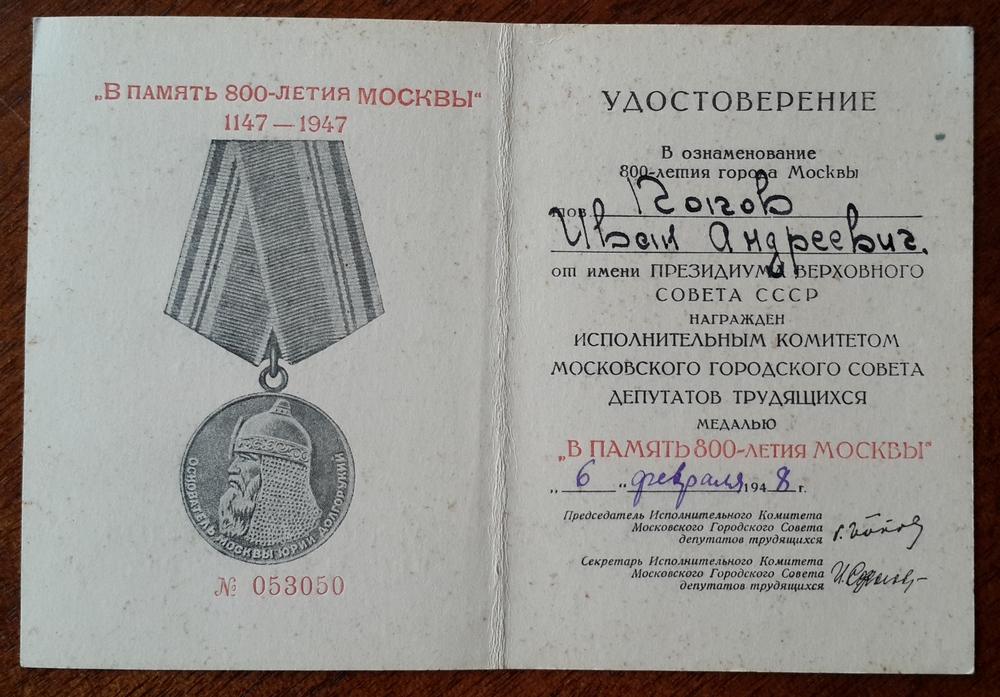 „В ПАМЯТЬ 800-ЛЕТИЯ МОСКВЫ“
1147 — 1947
ОСНОВАТЕЛЬ МОСКВЫ ЮРИЙ ДОЛГОРУКИЙ
№ 053050
УДОСТОВЕРЕНИЕ
В ознаменование
800-летия города Москвы
тов.
Иван Андреевич.
от имени ПРЕЗИДИУМА ВЕРХОВНОГО
СОВЕТА СССР
НАГРАЖДЕН
ИСПОЛНИТЕЛЬНЫМ КОМИТЕТОМ
МОСКОВСКОГО ГОРОДСКОГО СОВЕТА
ДЕПУТАТОВ ТРУДЯЩИХСЯ
МЕДАЛЬЮ
„В ПАМЯТЬ 800-ЛЕТИЯ МОСКВЫ“
„ 6 “ февраля 1948 г.
Председатель Исполнительного Комитета
Московского Городского Совета
депутатов трудящихся
Секретарь Исполнительного Комитета
Московского Городского Совета
депутатов трудящихся